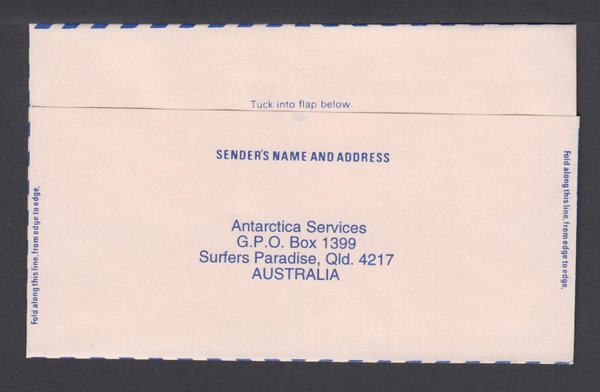 Tuck into flap below
SENDER'S NAME AND ADDRESS
Fold along this line, from edge to edge.
Fold along this line, from edge to edge.
Antarctica Services
G.P.O. Box 1399
Surfers Paradise, Qld. 4217
AUSTRALIA